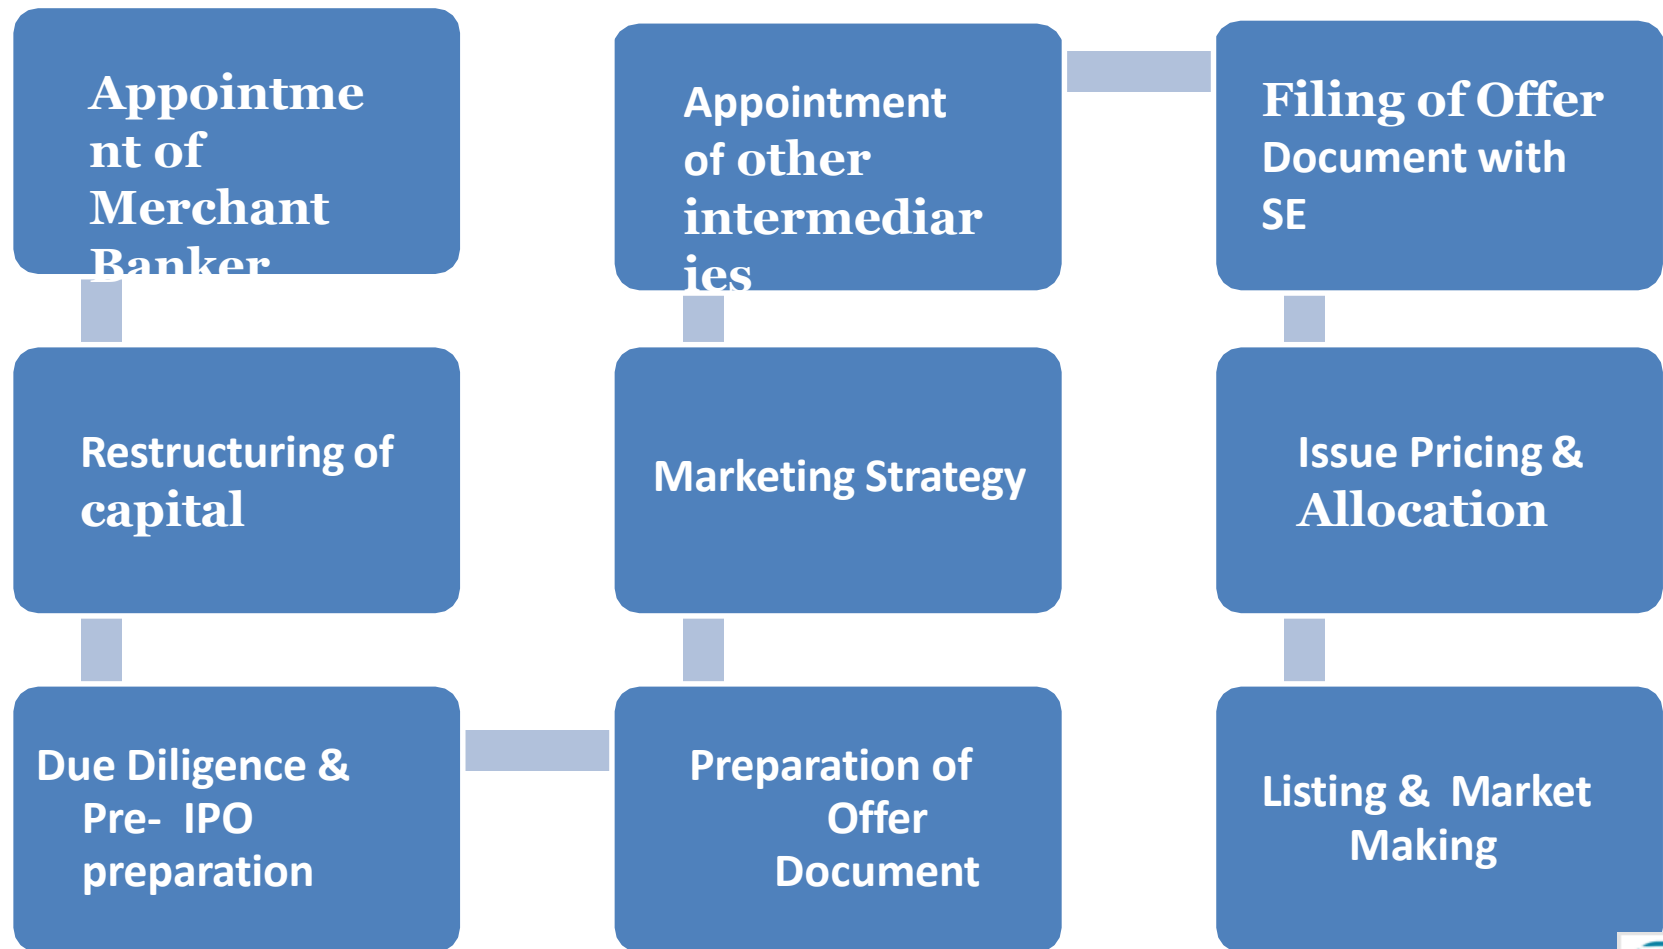 Appointme
nt of
Merchant
Banker
Restructuring of
capital
Due Diligence &
Pre- IPO
preparation
Preparation of
Offer
Document
Marketing Strategy
Appointment
of other
intermediar
ies
Filing of Offer
Document with
SE
Issue Pricing &
Allocation
Listing & Market
Making